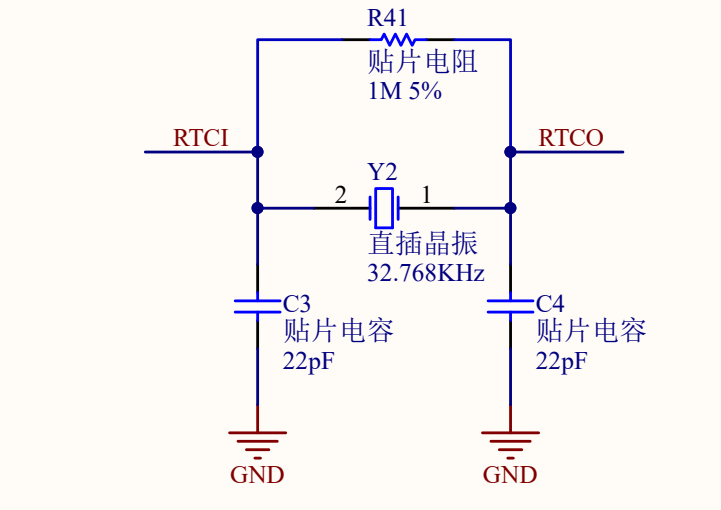 R41
贴片电阻
1M 5%
RTCI
RTCO
Y2
2
1
直插晶振
32.768KHz
C3
贴片电容
22pF
C4
贴片电容
22pF
GND
GND